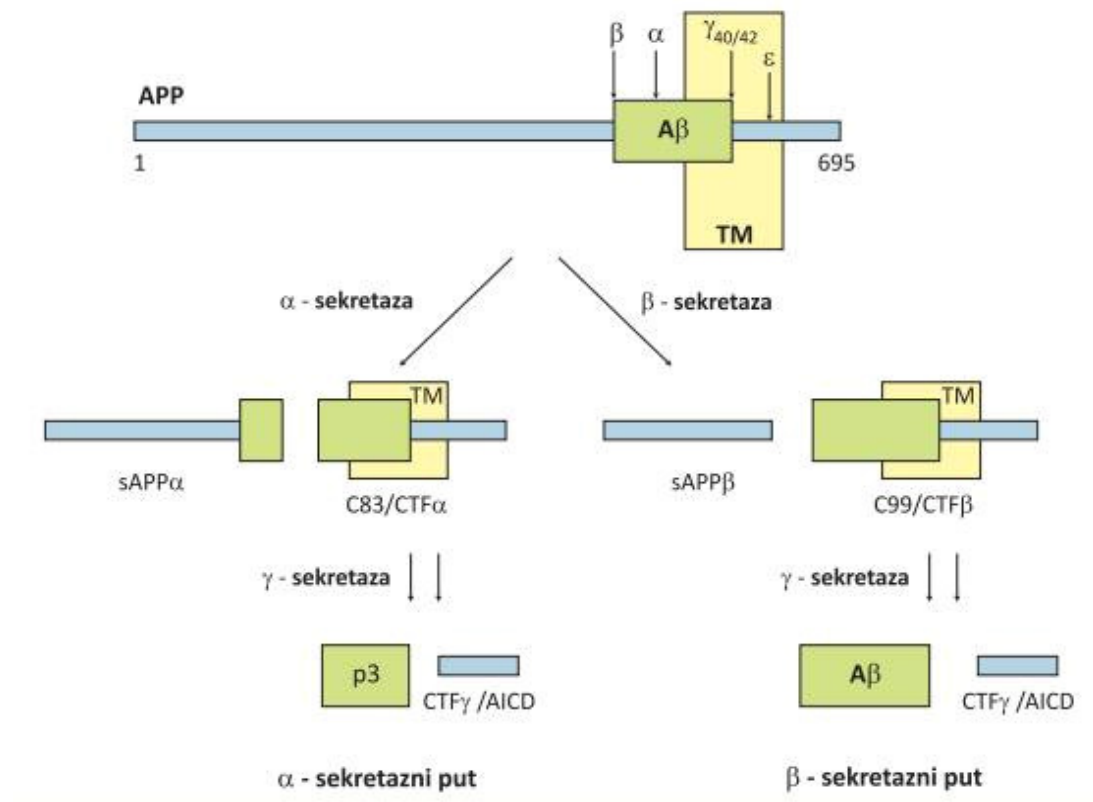 β α γ40/42
ε
APP
Aβ
1 695
TM
α - sekretaza β - sekretaza
TM TM
sAPPα sAPPβ
C83/CTFα C99/CTFβ
γ - sekretaza γ - sekretaza
p3 Aβ
CTFγ /AICD CTFγ /AICD
α - sekretazni put β - sekretazni put